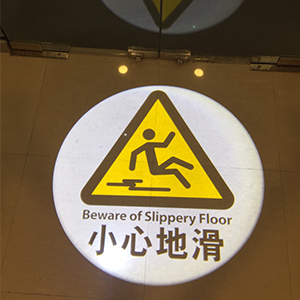 Beware of Slippery Floor
小心地滑